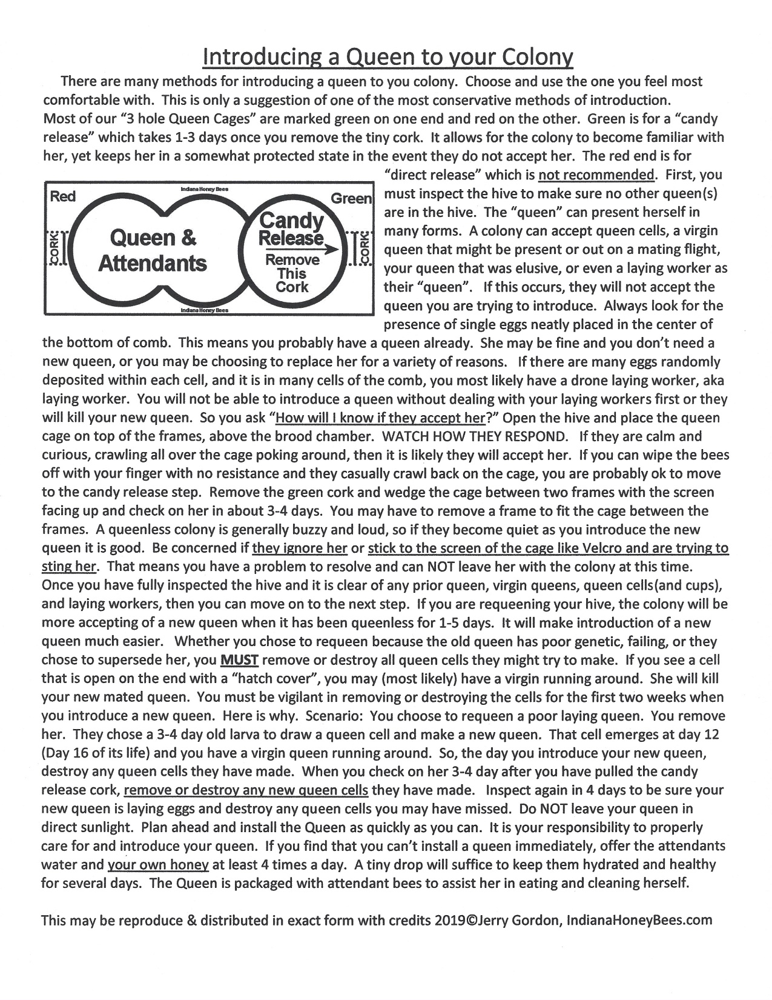 Introducing a Queen to your Colony
There are many methods for introducing a queen to you colony. Choose and use the one you feel most
comfortable with. This is only a suggestion of one of the most conservative methods of introduction.
Most of our “3 hole Queen Cages” are marked green on one end and red on the other. Green is for a “candy
release” which takes 1-3 days once you remove the tiny cork. It allows for the colony to become familiar with
her, yet keeps her in a somewhat protected state in the event they do not accept her. The red end is for
Indiana Honey Bees
Red
Green
CORK
Queen &
Attendants
Candy
Release
Remove
This
Cork
CORK
Indiana Honey Bees
“direct release” which is not recommended. First, you
must inspect the hive to make sure no other queen(s)
are in the hive. The “queen” can present herself in
many forms. A colony can accept queen cells, a virgin
queen that might be present or out on a mating flight,
your queen that was elusive, or even a laying worker as
their “queen”. If this occurs, they will not accept the
queen you are trying to introduce. Always look for the
presence of single eggs neatly placed in the center of
the bottom of comb. This means you probably have a queen already. She may be fine and you don’t need a
new queen, or you may be choosing to replace her for a variety of reasons. If there are many eggs randomly
deposited within each cell, and it is in many cells of the comb, you most likely have a drone laying worker, aka
laying worker. You will not be able to introduce a queen without dealing with your laying workers first or they
will kill your new queen. So you ask “How will I know if they accept her?” Open the hive and place the queen
cage on top of the frames, above the brood chamber. WATCH HOW THEY RESPOND. If they are calm and
curious, crawling all over the cage poking around, then it is likely they will accept her. If you can wipe the bees
off with your finger with no resistance and they casually crawl back on the cage, you are probably ok to move
to the candy release step. Remove the green cork and wedge the cage between two frames with the screen
facing up and check on her in about 3-4 days. You may have to remove a frame to fit the cage between the
frames. A queenless colony is generally buzzy and loud, so if they become quiet as you introduce the new
queen it is good. Be concerned if they ignore her or stick to the screen of the cage like Velcro and are trying to
sting her. That means you have a problem to resolve and can NOT leave her with the colony at this time.
Once you have fully inspected the hive and it is clear of any prior queen, virgin queens, queen cells(and cups),
and laying workers, then you can move on to the next step. If you are requeening your hive, the colony will be
more accepting of a new queen when it has been queenless for 1-5 days. It will make introduction of a new
queen much easier. Whether you chose to requeen because the old queen has poor genetic, failing, or they
chose to supersede her, you MUST remove or destroy all queen cells they might try to make. If you see a cell
that is open on the end with a “hatch cover”, you may (most likely) have a virgin running around. She will kill
your new mated queen. You must be vigilant in removing or destroying the cells for the first two weeks when
you introduce a new queen. Here is why. Scenario: You choose to requeen a poor laying queen. You remove
her. They chose a 3-4 day old larva to draw a queen cell and make a new queen. That cell emerges at day 12
(Day 16 of its life) and you have a virgin queen running around. So, the day you introduce your new queen,
destroy any queen cells they have made. When you check on her 3-4 day after you have pulled the candy
release cork, remove or destroy any new queen cells they have made. Inspect again in 4 days to be sure your
new queen is laying eggs and destroy any queen cells you may have missed. Do NOT leave your queen in
direct sunlight. Plan ahead and install the Queen as quickly as you can. It is your responsibility to properly
care for and introduce your queen. If you find that you can’t install a queen immediately, offer the attendants
water and your own honey at least 4 times a day. A tiny drop will suffice to keep them hydrated and healthy
for several days. The Queen is packaged with attendant bees to assist her in eating and cleaning herself.
This may be reproduce & distributed in exact form with credits 2019©Jerry Gordon, IndianaHoneyBees.com